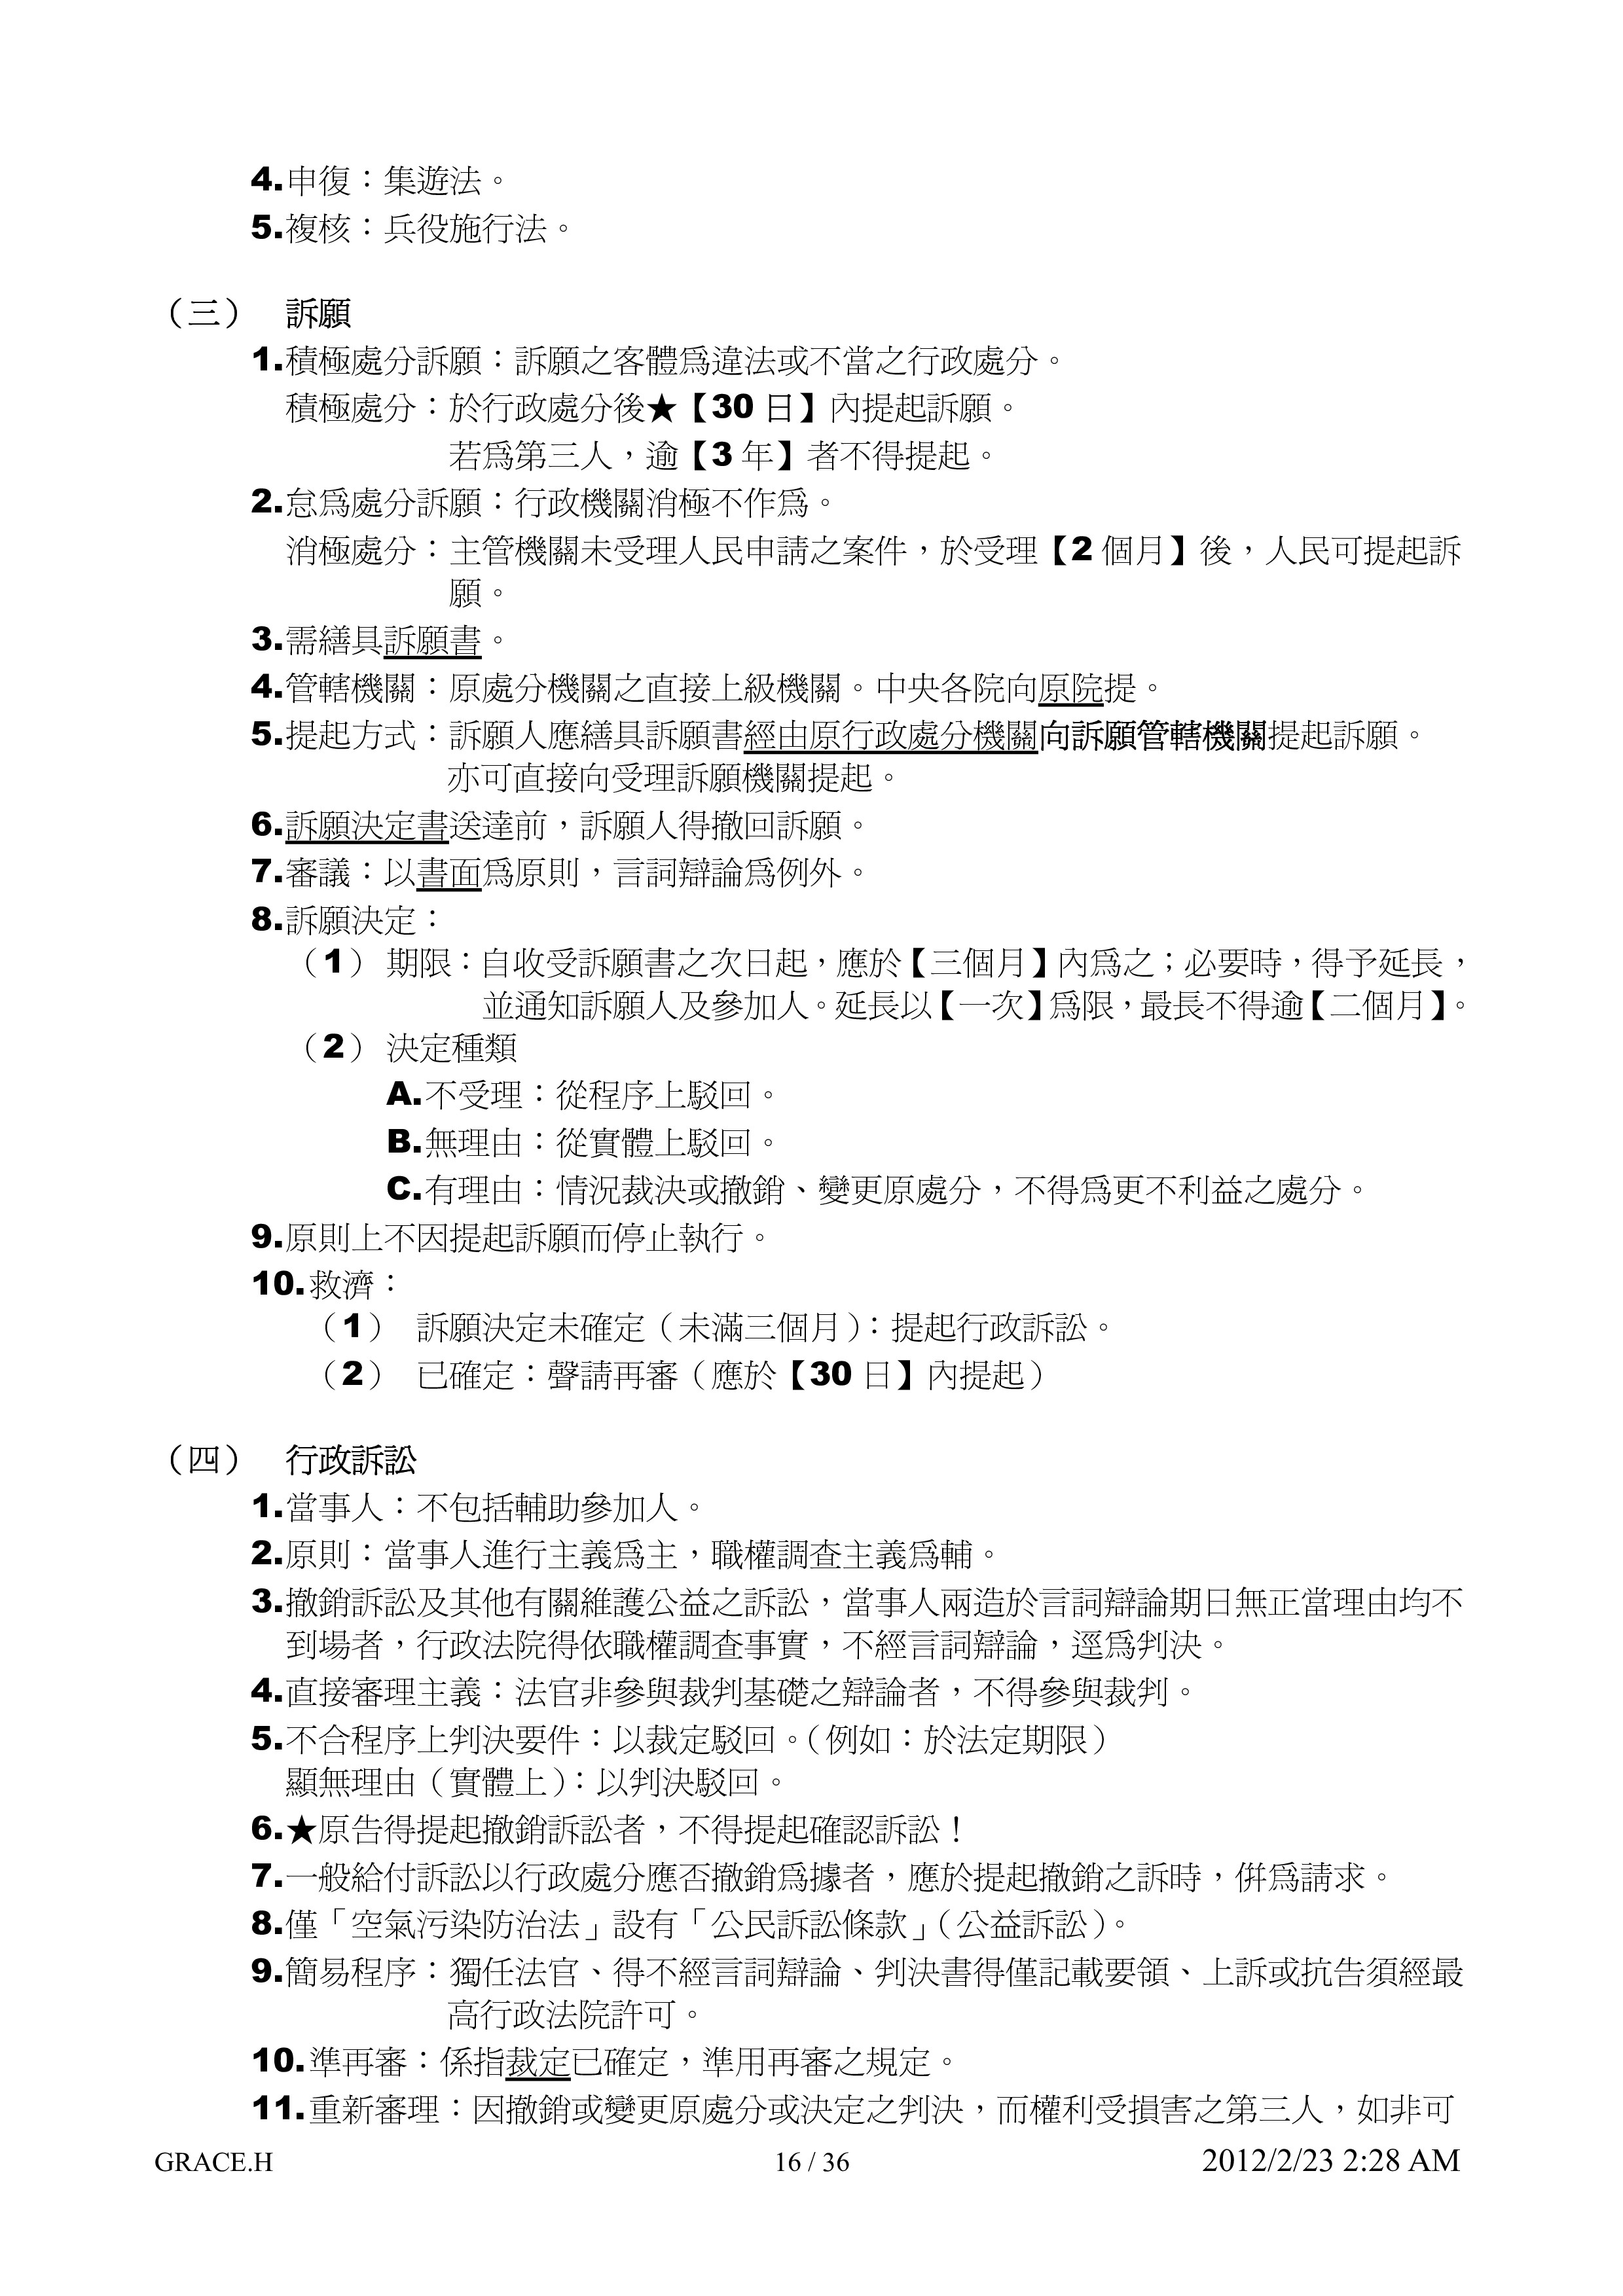 4.申復：集遊法。
5.複核：兵役施行法。
（三）　訴願
1.積極處分訴願：訴願之客體為違法或不當之行政處分。
積極處分：於行政處分後★【30 日】內提起訴願。
若為第三人，逾【3 年】者不得提起。
2.怠為處分訴願：行政機關消極不作為。
消極處分：主管機關未受理人民申請之案件，於受理【2 個月】後，人民可提起訴
願。
3.需繕具訴願書。
4.管轄機關：原處分機關之直接上級機關。中央各院向原院提。
5.提起方式：訴願人應繕具訴願書經由原行政處分機關向訴願管轄機關提起訴願。
亦可直接向受理訴願機關提起。
6.訴願決定書送達前，訴願人得撤回訴願。
7.審議：以書面為原則，言詞辯論為例外。
8.訴願決定：
（1） 期限：自收受訴願書之次日起，應於【三個月】內為之；必要時，得予延長，
並通知訴願人及參加人。延長以【一次】為限，最長不得逾【二個月】。
（2） 決定種類
A.不受理：從程序上駁回。
B.無理由：從實體上駁回。
C.有理由：情況裁決或撤銷、變更原處分，不得為更不利益之處分。
9.原則上不因提起訴願而停止執行。
10.救濟：
（1） 訴願決定未確定（未滿三個月）：提起行政訴訟。
（2） 已確定：聲請再審（應於【30 日】內提起）
（四）　行政訴訟
1.當事人：不包括輔助參加人。
2.原則：當事人進行主義為主，職權調查主義為輔。
3.撤銷訴訟及其他有關維護公益之訴訟，當事人兩造於言詞辯論期日無正當理由均不
到場者，行政法院得依職權調查事實，不經言詞辯論，逕為判決。
4.直接審理主義：法官非參與裁判基礎之辯論者，不得參與裁判。
5.不合程序上判決要件：以裁定駁回。（例如：於法定期限）
顯無理由（實體上）：以判決駁回。
6.★原告得提起撤銷訴訟者，不得提起確認訴訟！
7.一般給付訴訟以行政處分應否撤銷為據者，應於提起撤銷之訴時，併為請求。
8.僅「空氣污染防治法」設有「公民訴訟條款」（公益訴訟）。
9.簡易程序：獨任法官、得不經言詞辯論、判決書得僅記載要領、上訴或抗告須經最
高行政法院許可。
10.準再審：係指裁定已確定，準用再審之規定。
11.重新審理：因撤銷或變更原處分或決定之判決，而權利受損害之第三人，如非可
GRACE.H　16 / 36　2012/2/23 2:28 AM